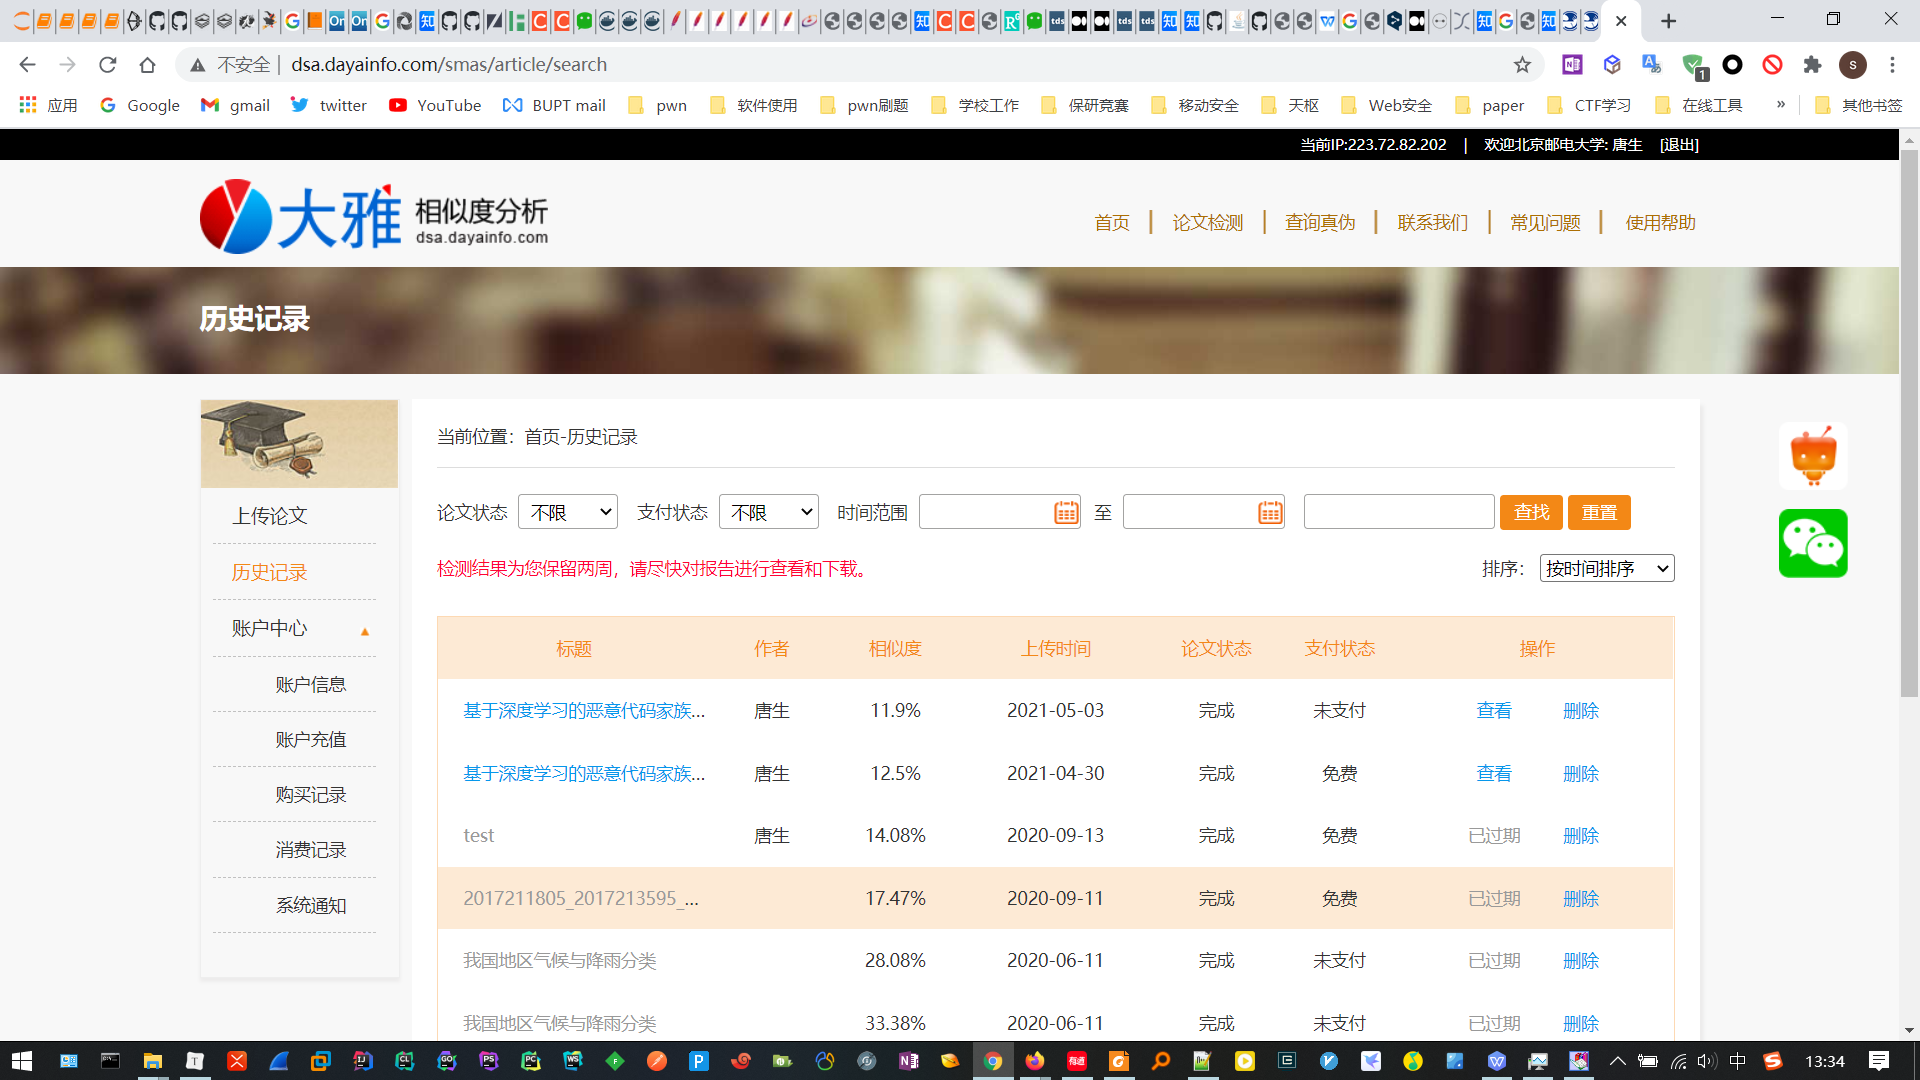 不安全 | dsa.dayainfo.com/smas/article/search
应用 Google gmail twitter YouTube BUPT mail pwn 软件使用 pwn刷题 学校工作 保研竞赛 移动安全 天枢 Web安全 paper CTF学习 在线工具 » 其他书签
当前IP:223.72.82.202 | 欢迎北京邮电大学: 唐生 [退出]
大雅 相似度分析
dsa.dayainfo.com
首页 | 论文检测 | 查询真伪 | 联系我们 | 常见问题 | 使用帮助
历史记录
上传论文
历史记录
账户中心
账户信息
账户充值
购买记录
消费记录
系统通知
当前位置：首页-历史记录
论文状态 不限 支付状态 不限 时间范围 至 查找 重置
检测结果为您保留两周，请尽快对报告进行查看和下载。
排序： 按时间排序
标题 作者 相似度 上传时间 论文状态 支付状态 操作
基于深度学习的恶意代码家族... 唐生 11.9% 2021-05-03 完成 未支付 查看 删除
基于深度学习的恶意代码家族... 唐生 12.5% 2021-04-30 完成 免费 查看 删除
test 唐生 14.08% 2020-09-13 完成 免费 已过期 删除
2017211805_2017213595_... 17.47% 2020-09-11 完成 免费 已过期 删除
我国地区气候与降雨分类 28.08% 2020-06-11 完成 未支付 已过期 删除
我国地区气候与降雨分类 33.38% 2020-06-11 完成 未支付 已过期 删除
中 13:34